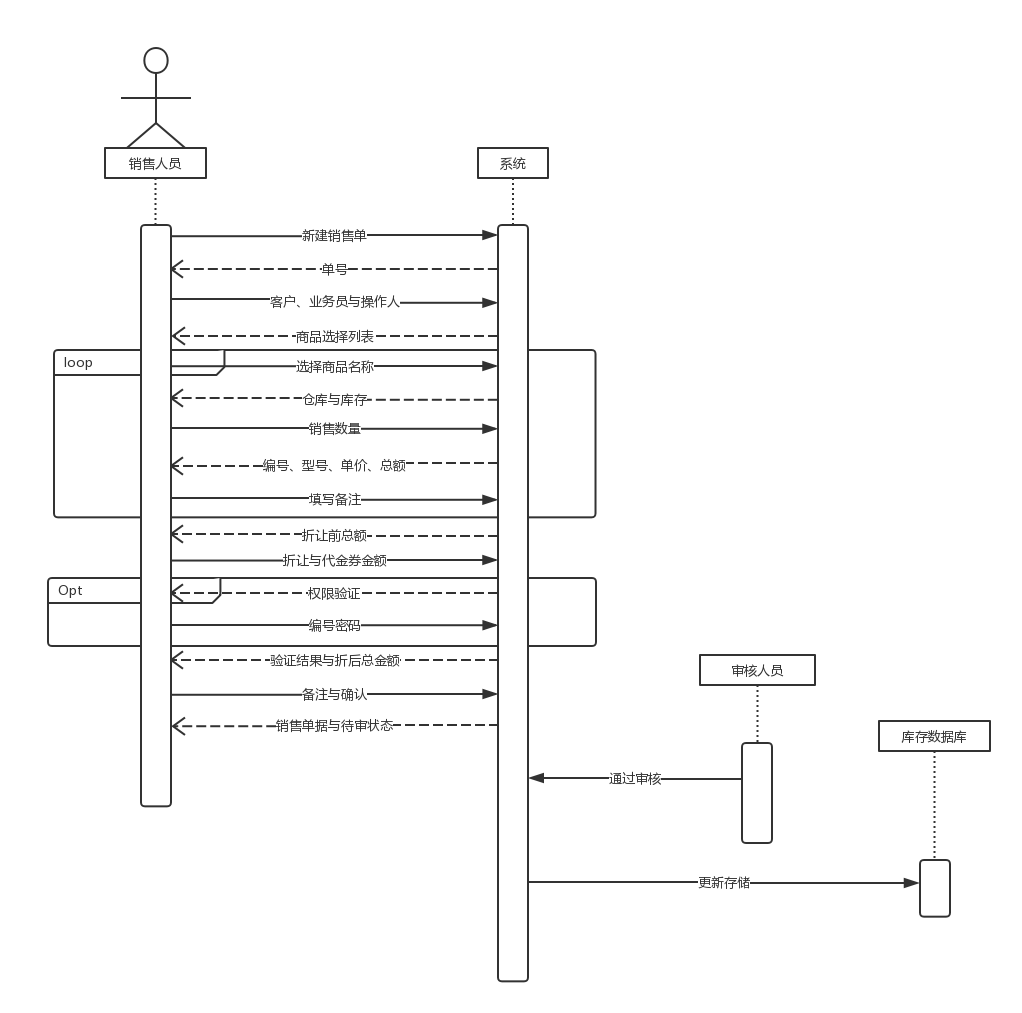 销售人员
系统
新建销售单
单号
客户、业务员与操作人
商品选择列表
loop
选择商品名称
仓库与库存
销售数量
编号、型号、单价、总额
填写备注
折让前总额
折让与代金券金额
Opt
权限验证
编号密码
验证结果与折后总金额
备注与确认
销售单据与待审状态
审核人员
库存数据库
通过审核
更新存储